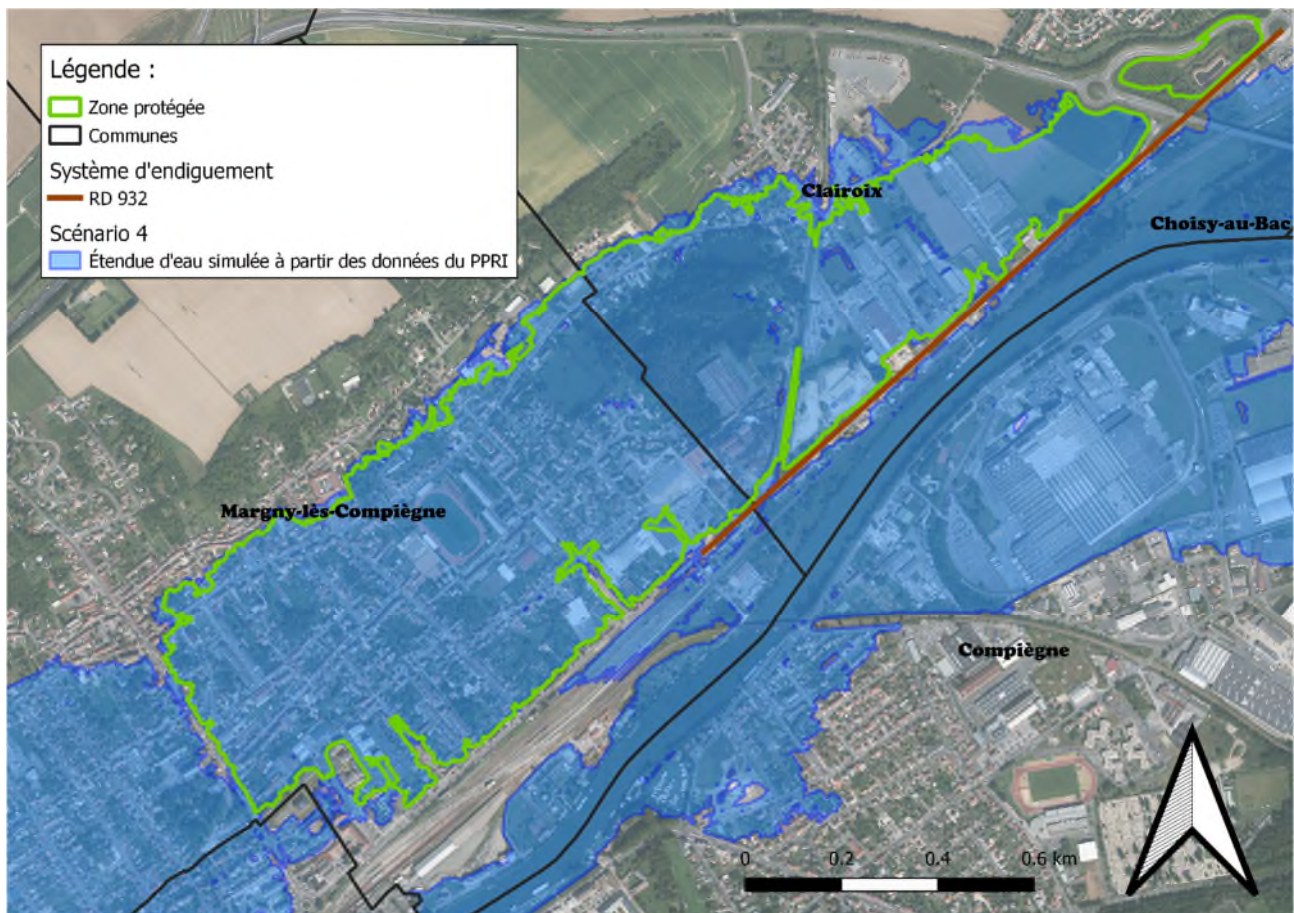 Légende :
Zone protégée
Communes
Système d'endiguement
RD 932
Scénario 4
Étendue d'eau simulée à partir des données du PPRI
Clairoix
Choisy-au-Bac
Margny-lès-Compiègne
Compiègne
0 0.2 0.4 0.6 km